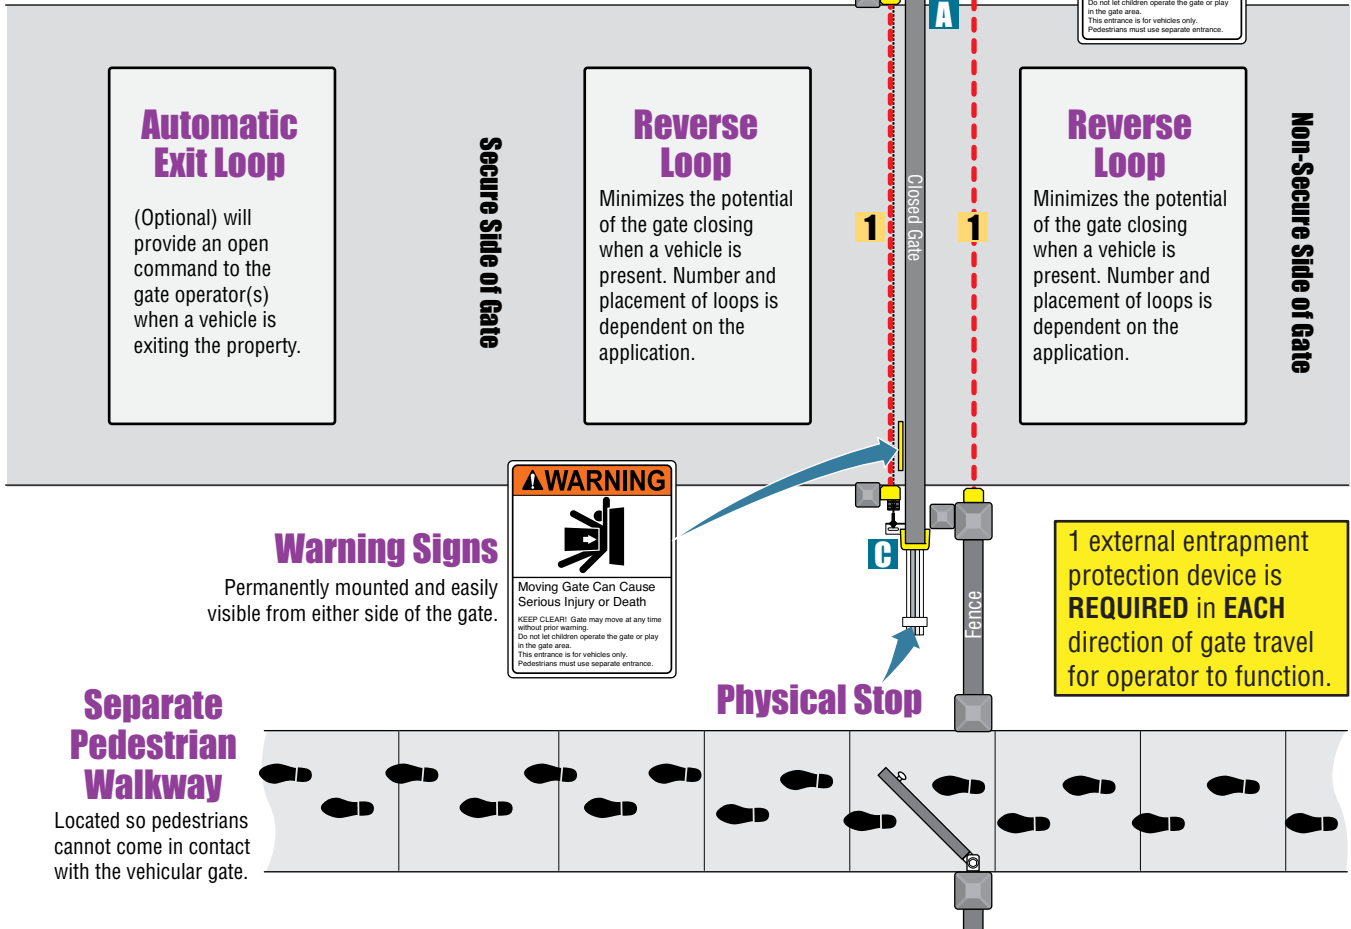 Do not let children operate the gate or play
in the gate area.
This entrance is for vehicles only.
Pedestrians must use separate entrance.
A
Automatic
Exit Loop
(Optional) will
provide an open
command to the
gate operator(s)
when a vehicle is
exiting the property.
Secure Side of Gate
Reverse
Loop
Minimizes the potential
of the gate closing
when a vehicle is
present. Number and
placement of loops is
dependent on the
application.
1
Closed Gate
1
Reverse
Loop
Minimizes the potential
of the gate closing
when a vehicle is
present. Number and
placement of loops is
dependent on the
application.
Non-Secure Side of Gate
Warning Signs
Permanently mounted and easily
visible from either side of the gate.
WARNING
Moving Gate Can Cause
Serious Injury or Death
KEEP CLEAR! Gate may move at any time
without prior warning.
Do not let children operate the gate or play
in the gate area.
This entrance is for vehicles only.
Pedestrians must use separate entrance.
C
Fence
Physical Stop
1 external entrapment
protection device is
REQUIRED in EACH
direction of gate travel
for operator to function.
Separate
Pedestrian
Walkway
Located so pedestrians
cannot come in contact
with the vehicular gate.